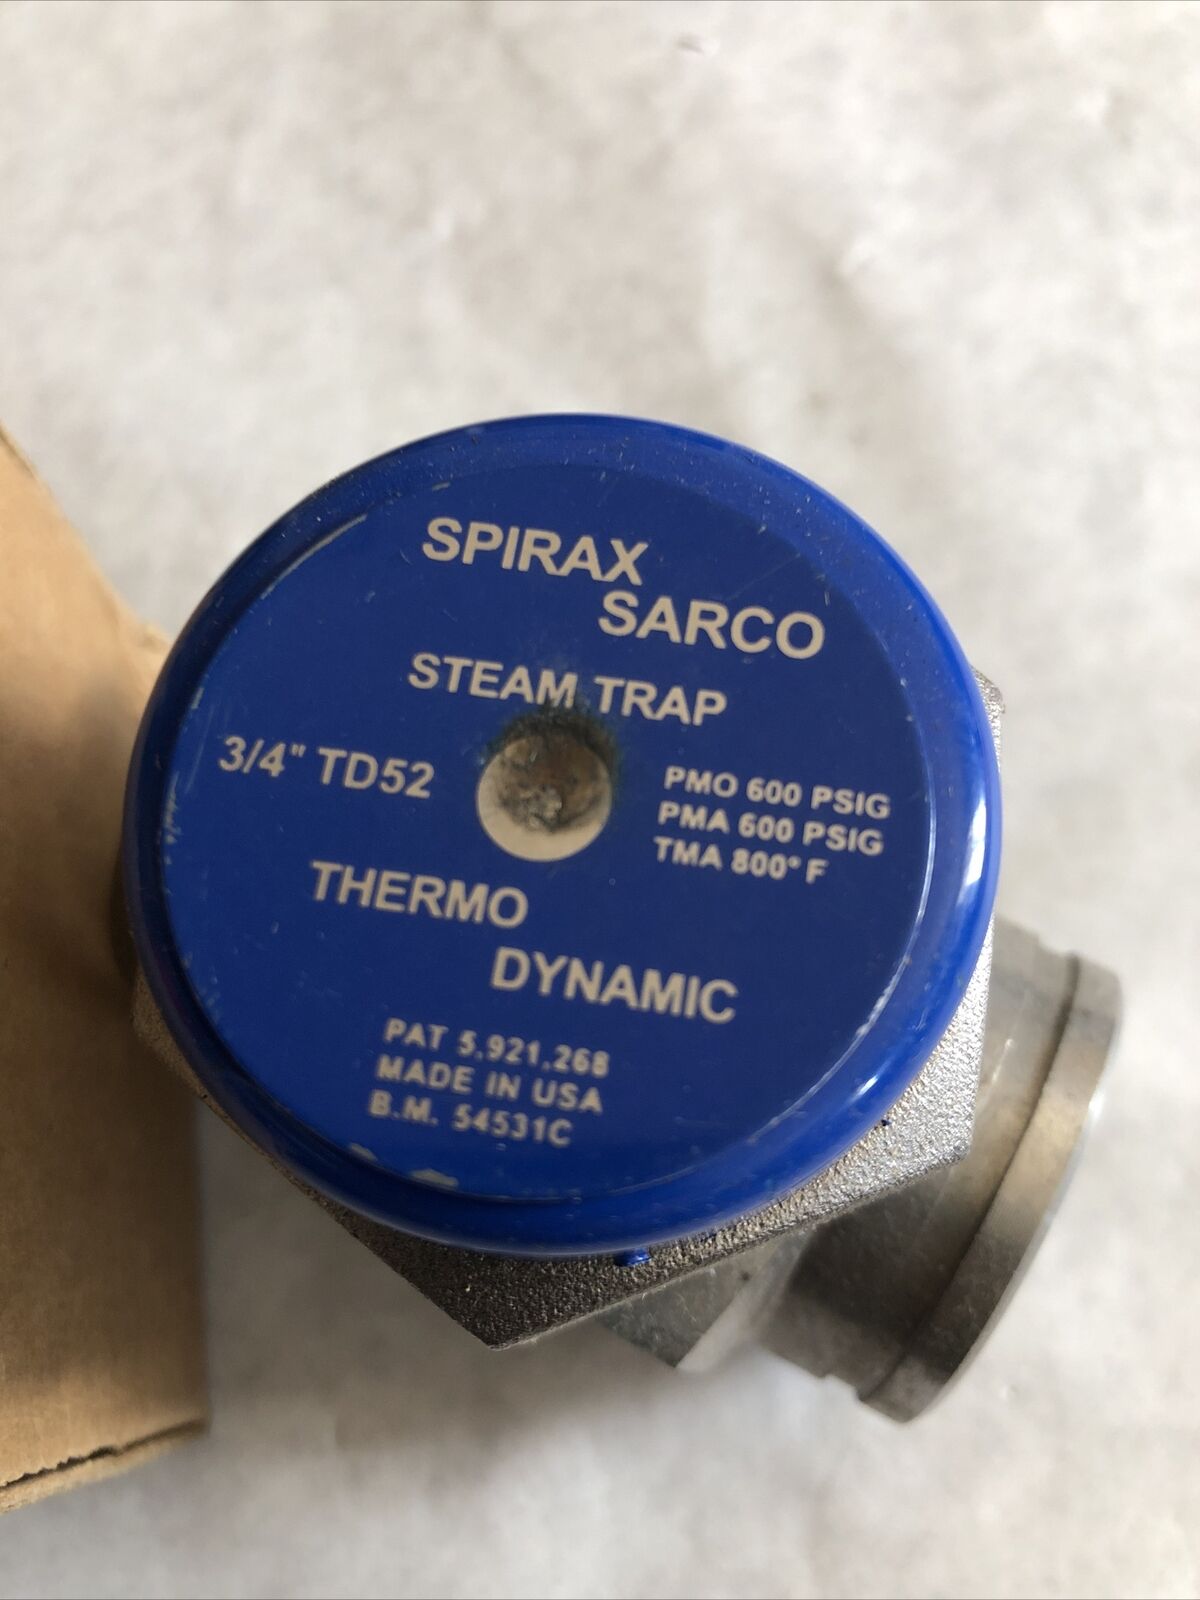 SPIRAX
SARCO
STEAM TRAP
3/4" TD52
PMO 600 PSIG
PMA 600 PSIG
TMA 800° F
THERMO
DYNAMIC
PAT 5,921,268
MADE IN USA
B.M. 54531C